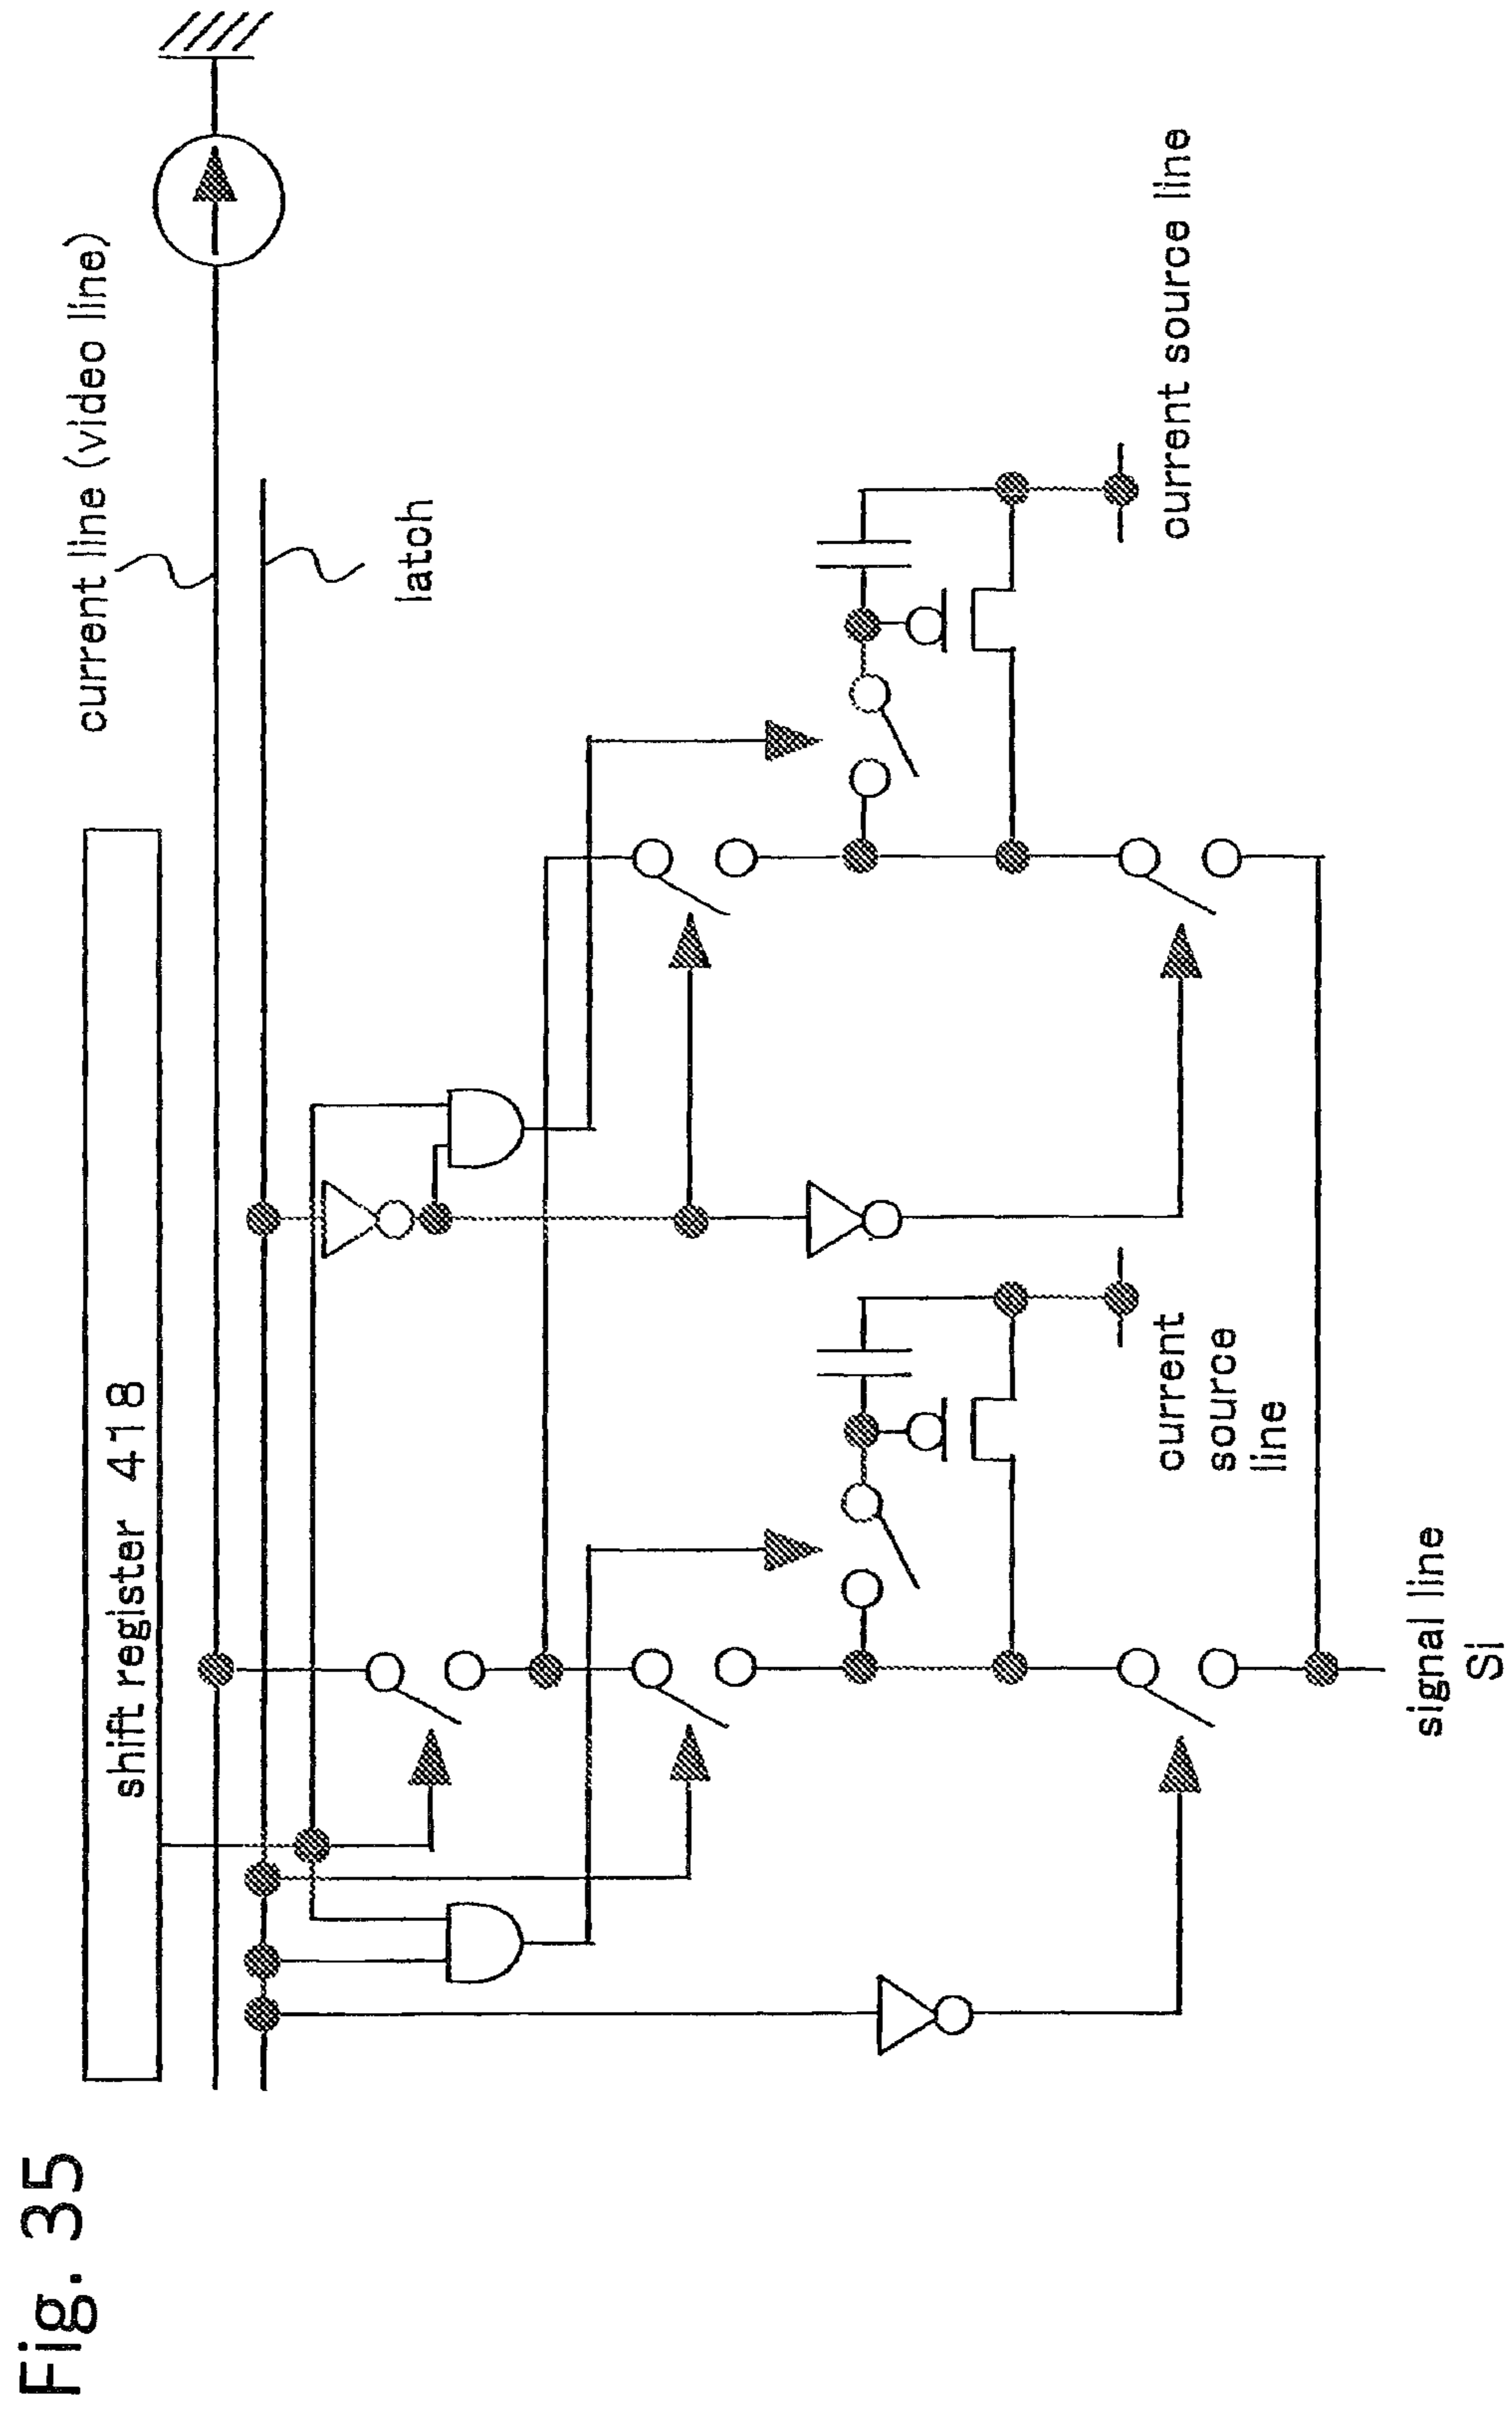 Fig. 35
shift register 418
current line (video line)
latch
current
source
line
current source line
signal line
Si